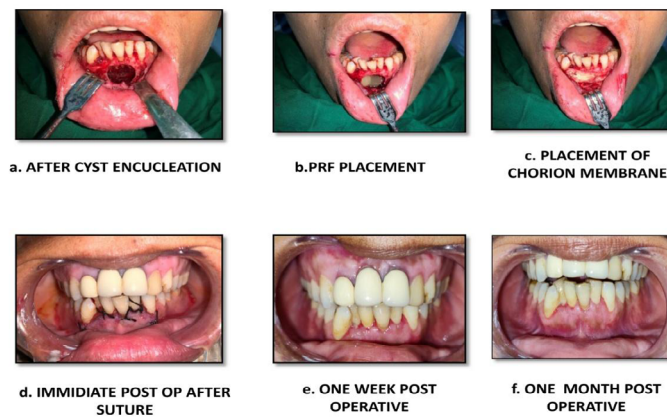 a. AFTER CYST ENCUCLEATION
b.PRF PLACEMENT
c. PLACEMENT OF
CHORION MEMBRANE
d. IMMIDIATE POST OP AFTER
SUTURE
e. ONE WEEK POST
OPERATIVE
f. ONE MONTH POST
OPERATIVE